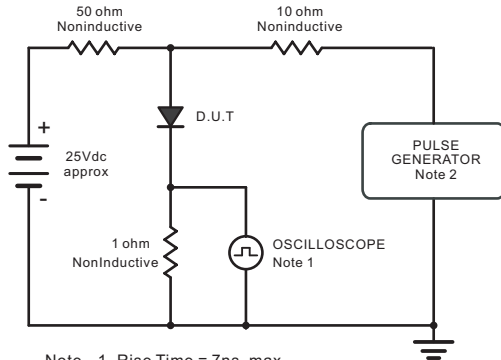 50 ohm
Noninductive
10 ohm
Noninductive
D.U.T
+
25Vdc
approx
-
PULSE
GENERATOR
Note 2
1 ohm
NonInductive
OSCILLOSCOPE
Note 1